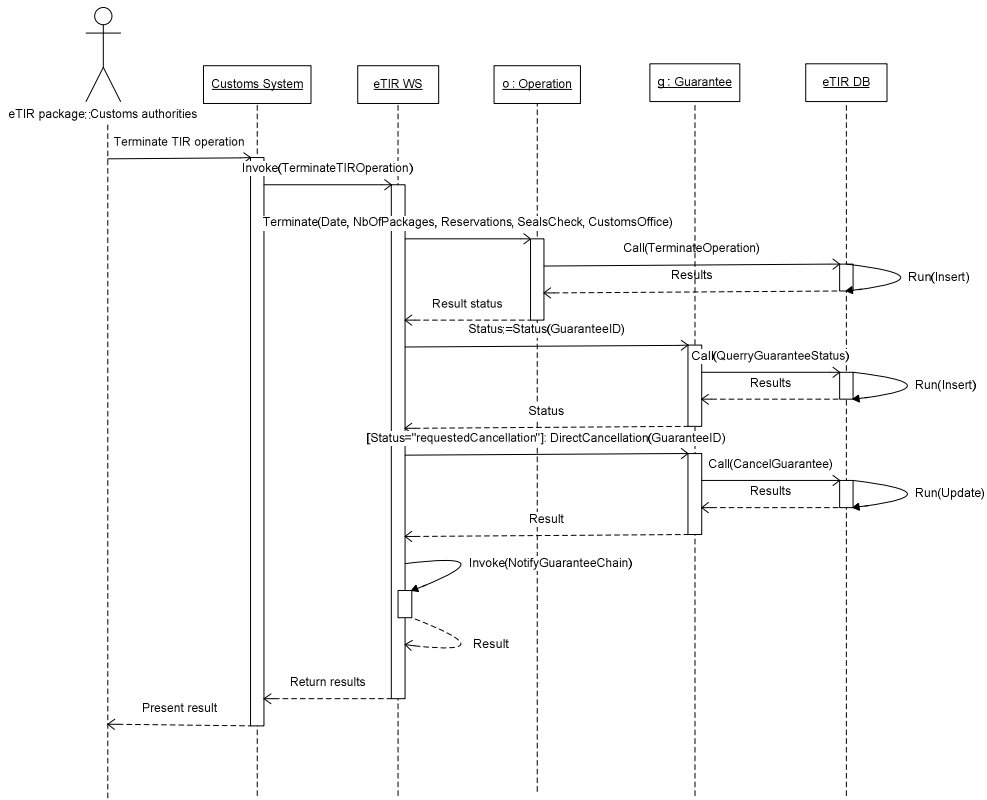 Customs System
eTIR WS
o : Operation
g : Guarantee
eTIR DB
eTIR package::Customs authorities
Terminate TIR operation
Invoke(TerminateTIROperation)
Terminate(Date, NbOfPackages, Reservations, SealsCheck, CustomsOffice)
Call(TerminateOperation)
Results
Run(Insert)
Result status
Status:=Status(GuaranteeID)
Call(QuerryGuaranteeStatus)
Results
Run(Insert)
Status
[Status="requestedCancellation"]: DirectCancellation(GuaranteeID)
Call(CancelGuarantee)
Results
Run(Update)
Result
Invoke(NotifyGuaranteeChain)
Result
Return results
Present result